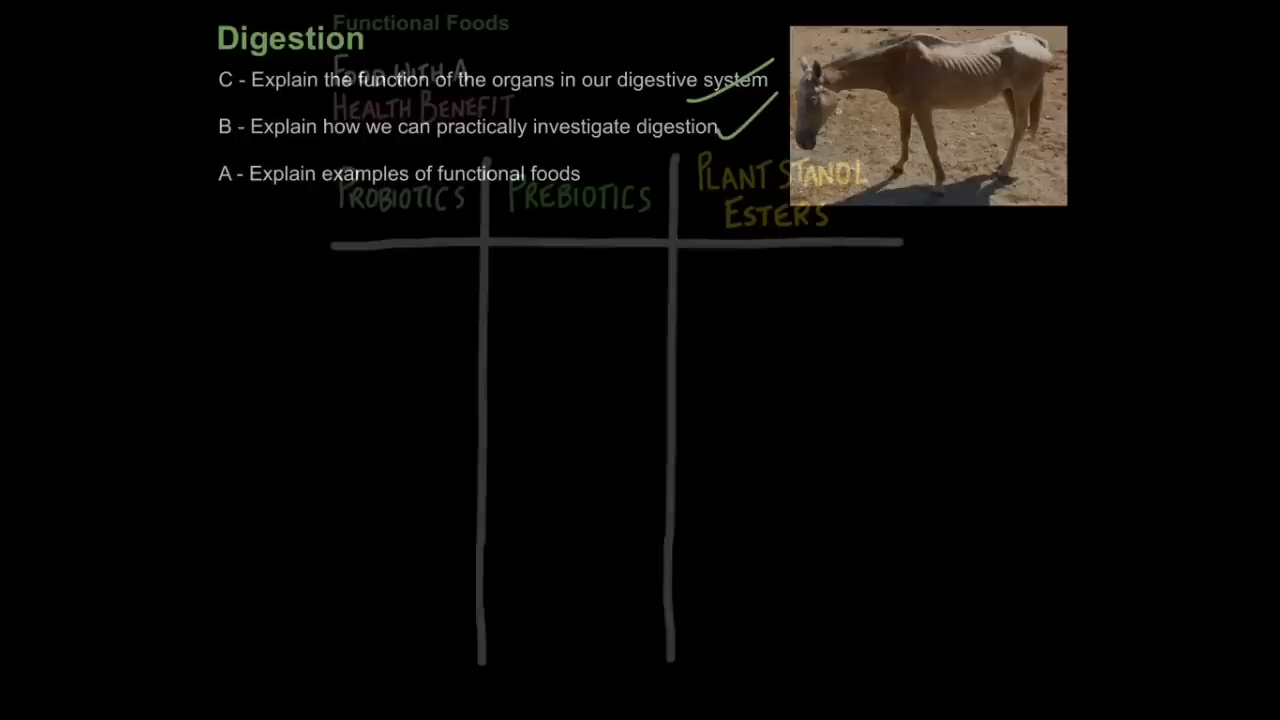 Functional Foods
Digestion
FOOD WITH A
C - Explain the function of the organs in our digestive system
HEALTH BENEFIT
B - Explain how we can practically investigate digestion
A - Explain examples of functional foods
PROBIOTICS PREBIOTICS PLANT STANOL
ESTERS